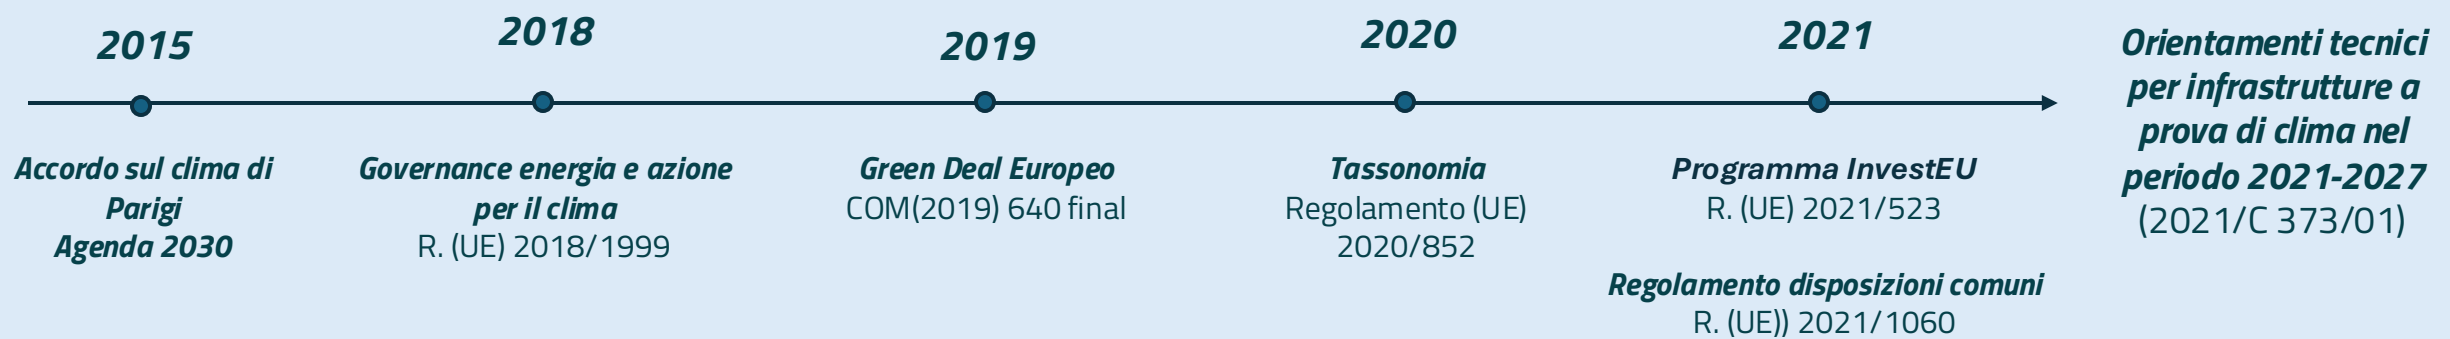 2015
Accordo sul clima di
Parigi
Agenda 2030
2018
Governance energia e azione
per il clima
R. (UE) 2018/1999
2019
Green Deal Europeo
COM(2019) 640 final
2020
Tassonomia
Regolamento (UE)
2020/852
2021
Programma InvestEU
R. (UE) 2021/523
Regolamento disposizioni comuni
R. (UE)) 2021/1060
Orientamenti tecnici
per infrastrutture a
prova di clima nel
periodo 2021-2027
(2021/C 373/01)